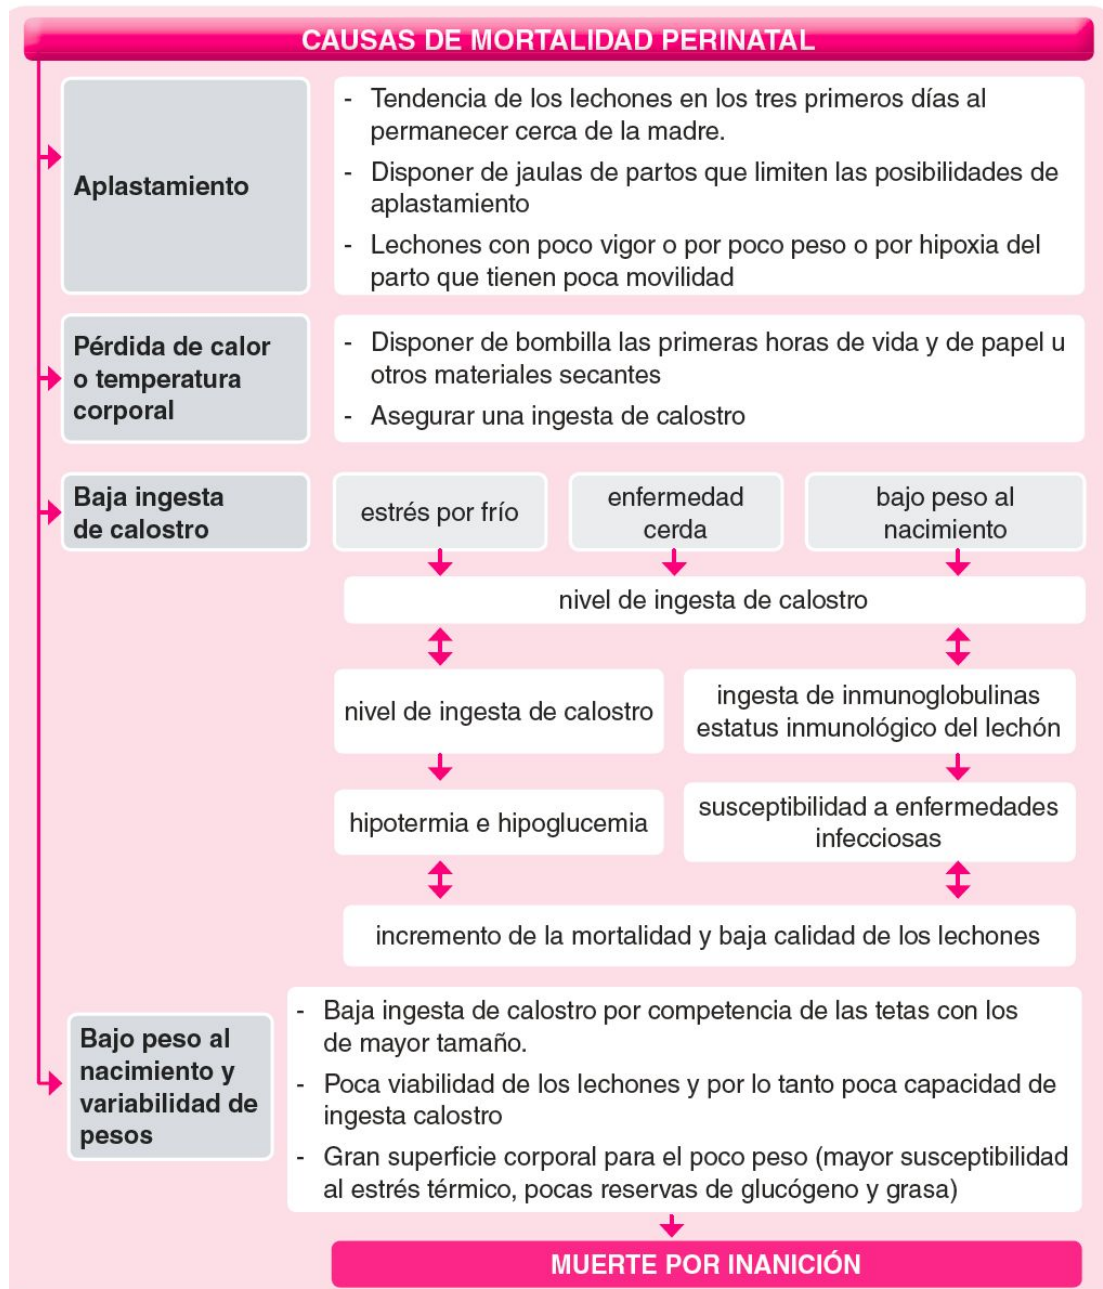 CAUSAS DE MORTALIDAD PERINATAL
Aplastamiento
- Tendencia de los lechones en los tres primeros días al
permanecer cerca de la madre.
- Disponer de jaulas de partos que limiten las posibilidades de
aplastamiento
- Lechones con poco vigor o por poco peso o por hipoxia del
parto que tienen poca movilidad
Pérdida de calor
o temperatura
corporal
- Disponer de bombilla las primeras horas de vida y de papel u
otros materiales secantes
- Asegurar una ingesta de calostro
Baja ingesta
de calostro
estrés por frío
enfermedad
cerda
bajo peso al
nacimiento
nivel de ingesta de calostro
nivel de ingesta de calostro
ingesta de inmunoglobulinas
estatus inmunológico del lechón
hipotermia e hipoglucemia
susceptibilidad a enfermedades
infecciosas
incremento de la mortalidad y baja calidad de los lechones
Bajo peso al
nacimiento y
variabilidad de
pesos
- Baja ingesta de calostro por competencia de las tetas con los
de mayor tamaño.
- Poca viabilidad de los lechones y por lo tanto poca capacidad de
ingesta calostro
- Gran superficie corporal para el poco peso (mayor susceptibilidad
al estrés térmico, pocas reservas de glucógeno y grasa)
MUERTE POR INANICIÓN